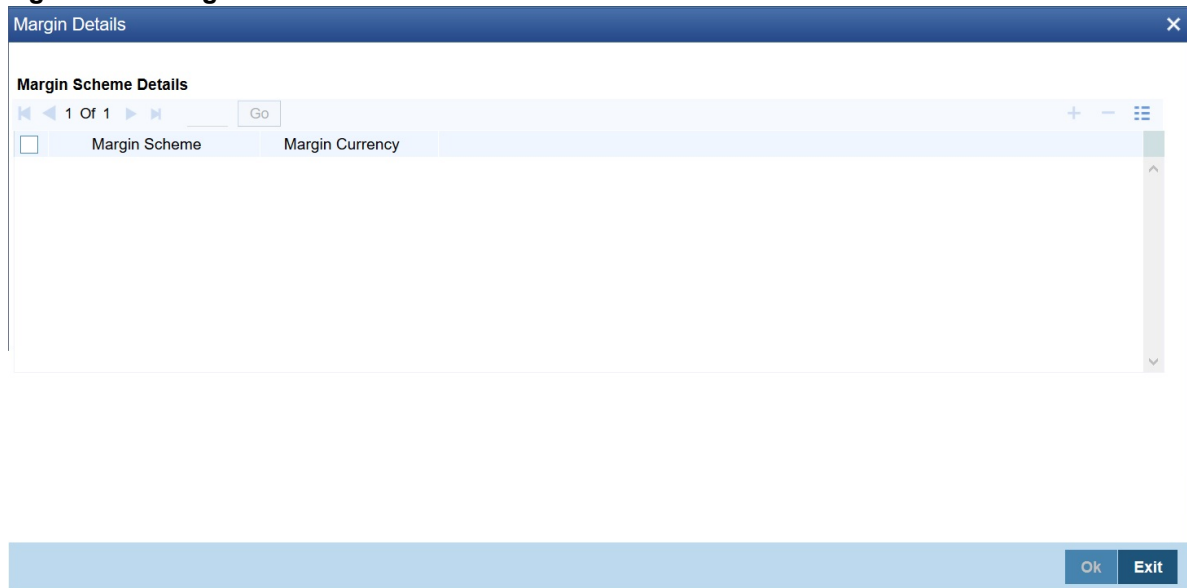 Margin Details
Margin Scheme Details
1 Of 1 Go
Margin Scheme Margin Currency
Ok Exit